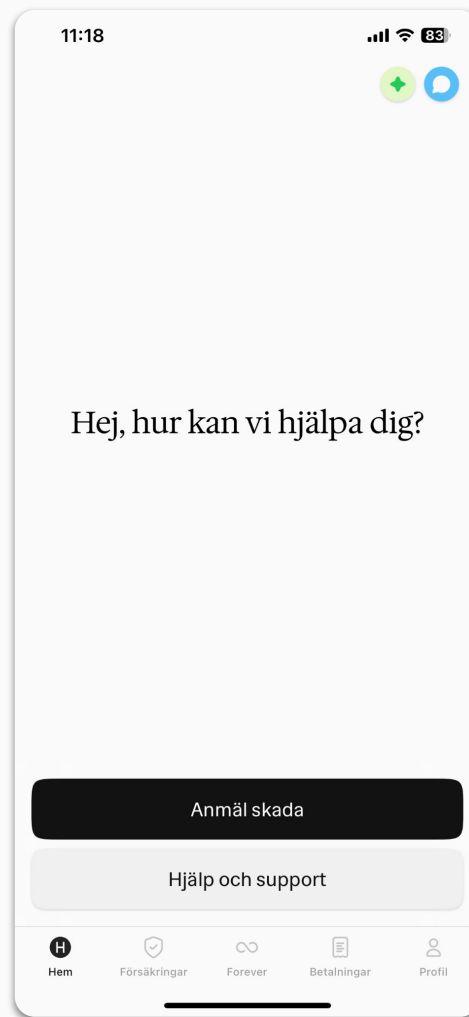 11:18
83
Hej, hur kan vi hjälpa dig?
Anmäl skada
Hjälp och support
H
Hem
Försäkringar
Forever
Betalningar
Profil